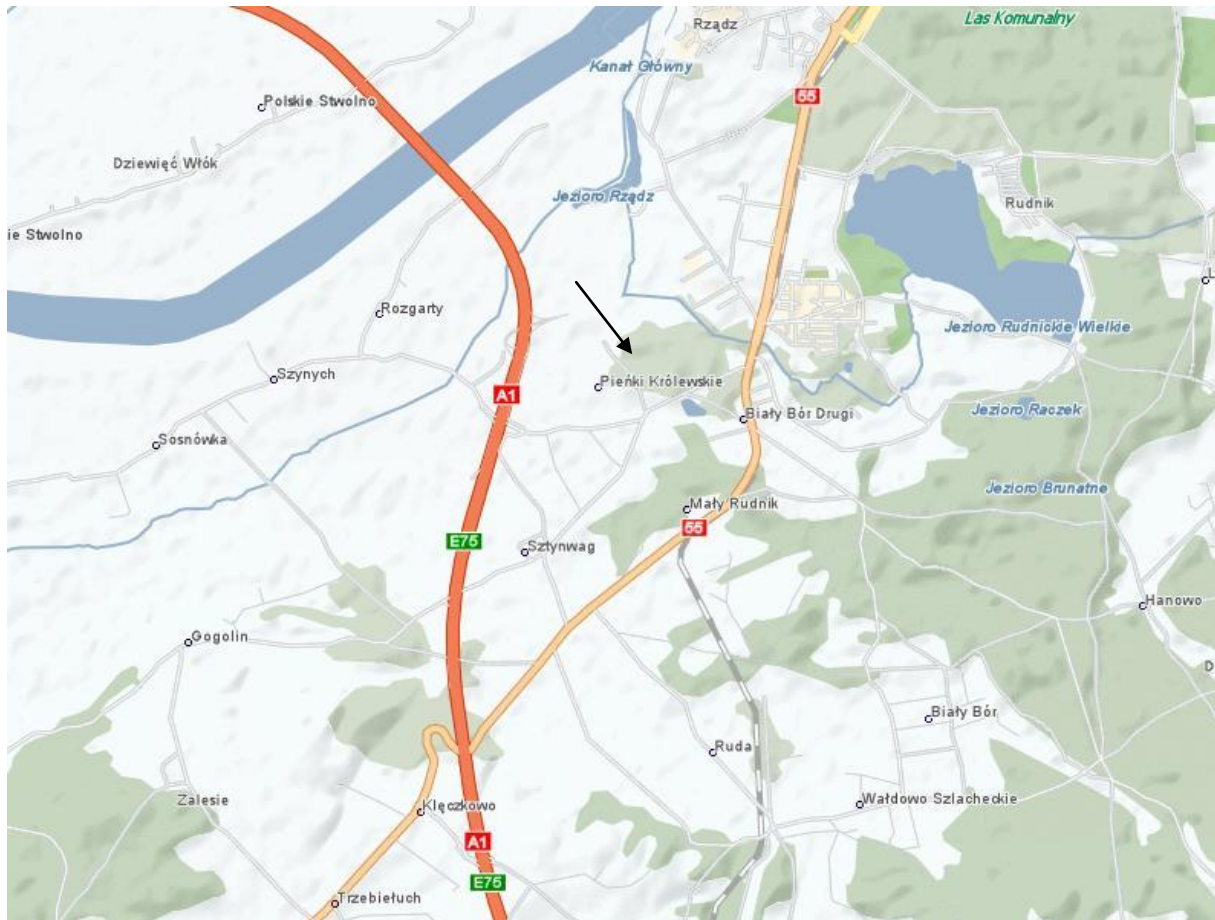 Las Komunalny
Rządz
Kanał Główny
55
Polskie Stwolno
Dziewięć Włók
Jezioro Rządz
Rudnik
ie Stwolno
Rozgarty
Jezioro Rudnickie Wielkie
Szynych
Pieńki Królewskie
A1
Jezioro Raczek
Biały Bór Drugi
Sosnówka
Jezioro Brunatne
Mały Rudnik
55
E75
Sztynwag
Hanowo
Gogolin
Biały Bór
Ruda
Zalesie
Klęczkowo
Wałdowo Szlacheckie
A1
E75
Trzebiełuch